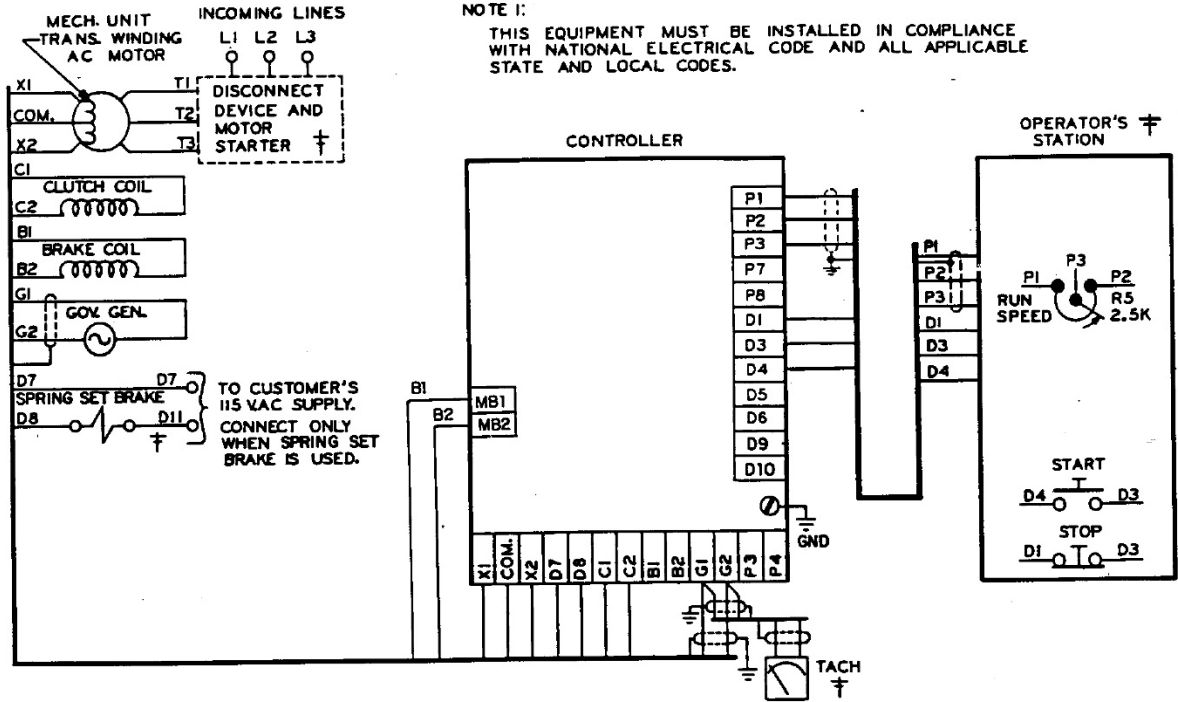 MECH. UNIT
TRANS. WINDING
AC MOTOR
INCOMING LINES
L1 L2 L3
NOTE 1:
THIS EQUIPMENT MUST BE INSTALLED IN COMPLIANCE
WITH NATIONAL ELECTRICAL CODE AND ALL APPLICABLE
STATE AND LOCAL CODES.
X1
COM.
X2
T1
T2
T3
DISCONNECT
DEVICE AND
MOTOR
STARTER
C1
CLUTCH COIL
C2
B1
BRAKE COIL
B2
G1
GOV. GEN.
G2
D7 D7
SPRING SET BRAKE
D8 D11
TO CUSTOMER'S
115 VAC SUPPLY.
CONNECT ONLY
WHEN SPRING SET
BRAKE IS USED.
CONTROLLER
B1
MB1
B2
MB2
P1
P2
P3
P7
P8
D1
D3
D4
D5
D6
D9
D10
GND
X1 COM. X2 D7 D8 C1 C2 B1 B2 G1 G2 P3 P4
TACH
P1
P2
P3
D1
D3
D4
OPERATOR'S
STATION
P3
P1 P2
RUN
SPEED
R5
2.5K
START
D4 D3
STOP
D1 D3